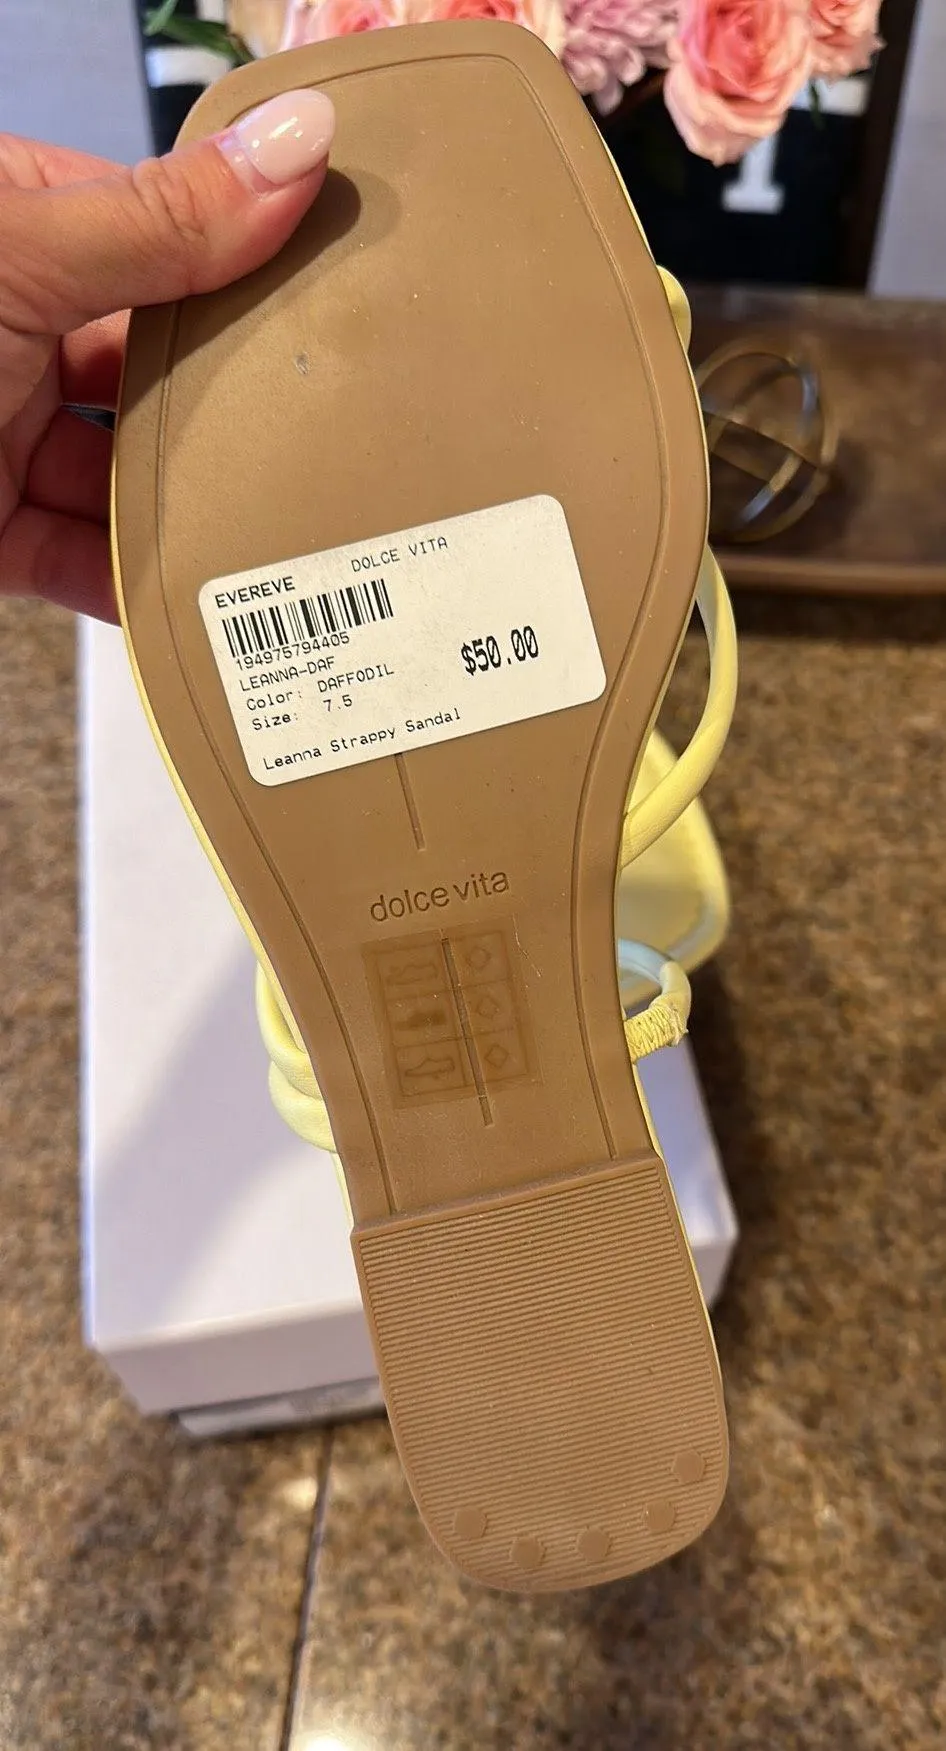 EVEREVE DOLCE VITA
194975794405
LEANNA-DAF
$50.00
Color: DAFFODIL
Size: 7.5
Leanna Strappy Sandal
dolce vita